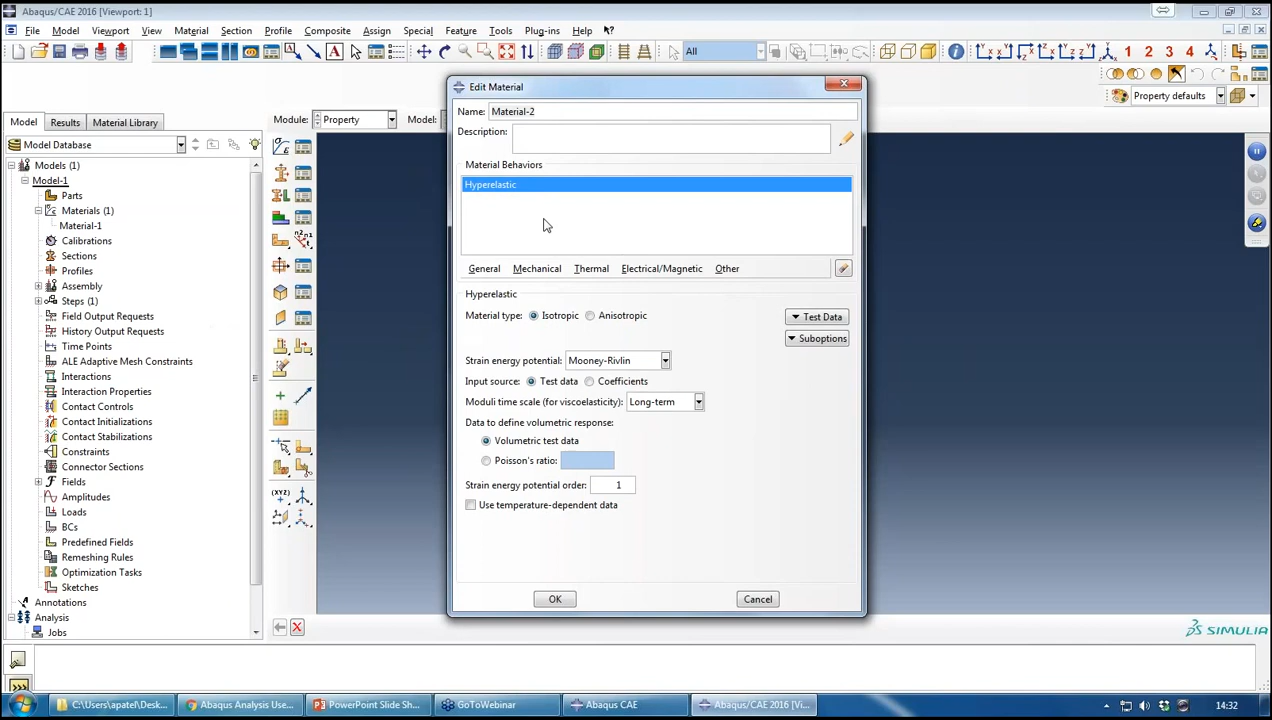 Abaqus/CAE 2016 [Viewport: 1]
File Model Viewport View Material Section Profile Composite Assign Special Feature Tools Plug-ins Help
All
1 2 3 4
Property defaults
Model Results Material Library
Module: Property Model:
Model Database
Models (1)
Model-1
Parts
Materials (1)
Material-1
Calibrations
Sections
Profiles
Assembly
Steps (1)
Field Output Requests
History Output Requests
Time Points
ALE Adaptive Mesh Constraints
Interactions
Interaction Properties
Contact Controls
Contact Initializations
Contact Stabilizations
Constraints
Connector Sections
Fields
Amplitudes
Loads
BCs
Predefined Fields
Remeshing Rules
Optimization Tasks
Sketches
Annotations
Analysis
Jobs
Edit Material
Name: Material-2
Description:
Material Behaviors
Hyperelastic
General Mechanical Thermal Electrical/Magnetic Other
Hyperelastic
Material type: Isotropic Anisotropic
Test Data
Suboptions
Strain energy potential: Mooney-Rivlin
Input source: Test data Coefficients
Moduli time scale (for viscoelasticity): Long-term
Data to define volumetric response:
Volumetric test data
Poisson's ratio:
Strain energy potential order: 1
Use temperature-dependent data
OK Cancel
SIMULIA
C:\Users\apatel\Desk... Abaqus Analysis Use... PowerPoint Slide Sh... GoToWebinar Abaqus CAE Abaqus/CAE 2016 [Vi... 14:32